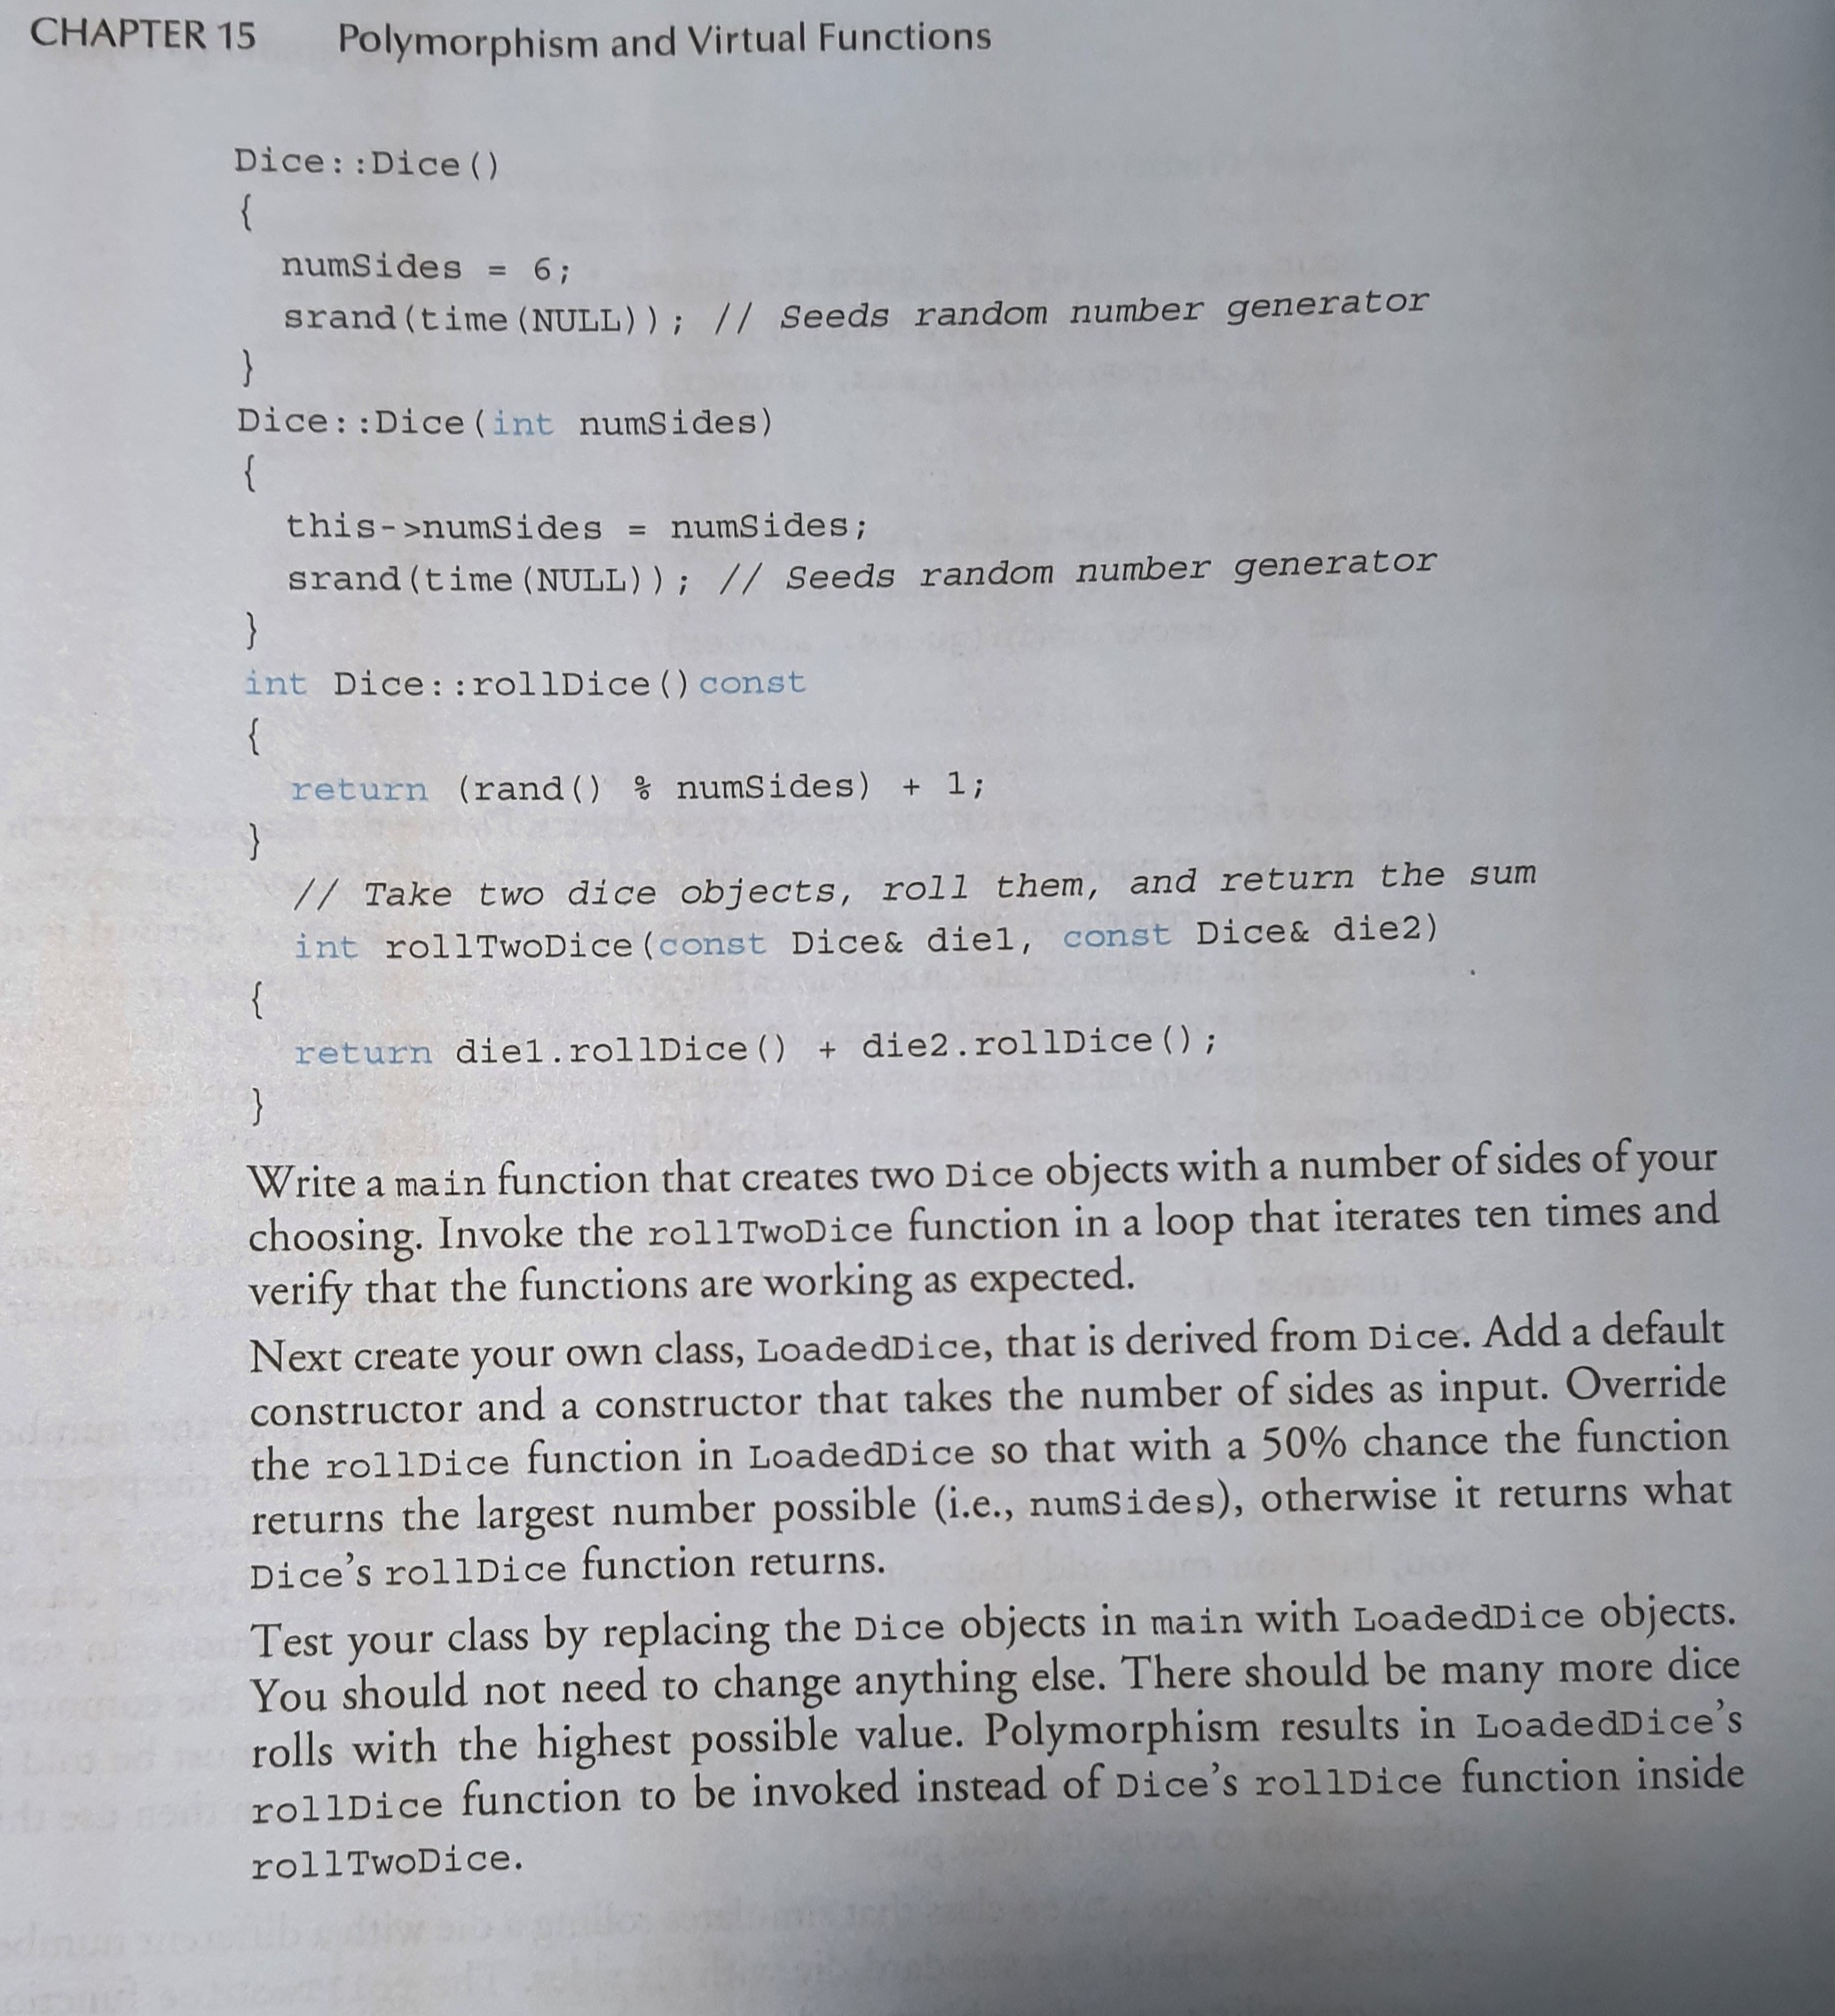 CHAPTER 15 Polymorphism and Virtual Functions
Dice::Dice()
{
numSides = 6;
srand(time(NULL)); // Seeds random number generator
}
Dice::Dice(int numSides)
{
this->numSides = numSides;
srand(time(NULL)); // Seeds random number generator
}
int Dice::rollDice()const
{
return (rand() % numSides) + 1;
}
// Take two dice objects, roll them, and return the sum
int rollTwoDice(const Dice& die1, const Dice& die2)
{
return die1.rollDice() + die2.rollDice();
}
Write a main function that creates two Dice objects with a number of sides of your
choosing. Invoke the rollTwoDice function in a loop that iterates ten times and
verify that the functions are working as expected.
Next create your own class, LoadedDice, that is derived from Dice. Add a default
constructor and a constructor that takes the number of sides as input. Override
the rollDice function in LoadedDice so that with a 50% chance the function
returns the largest number possible (i.e., numSides), otherwise it returns what
Dice's rollDice function returns.
Test your class by replacing the Dice objects in main with LoadedDice objects.
You should not need to change anything else. There should be many more dice
rolls with the highest possible value. Polymorphism results in LoadedDice's
rollDice function to be invoked instead of Dice's rollDice function inside
rollTwoDice.